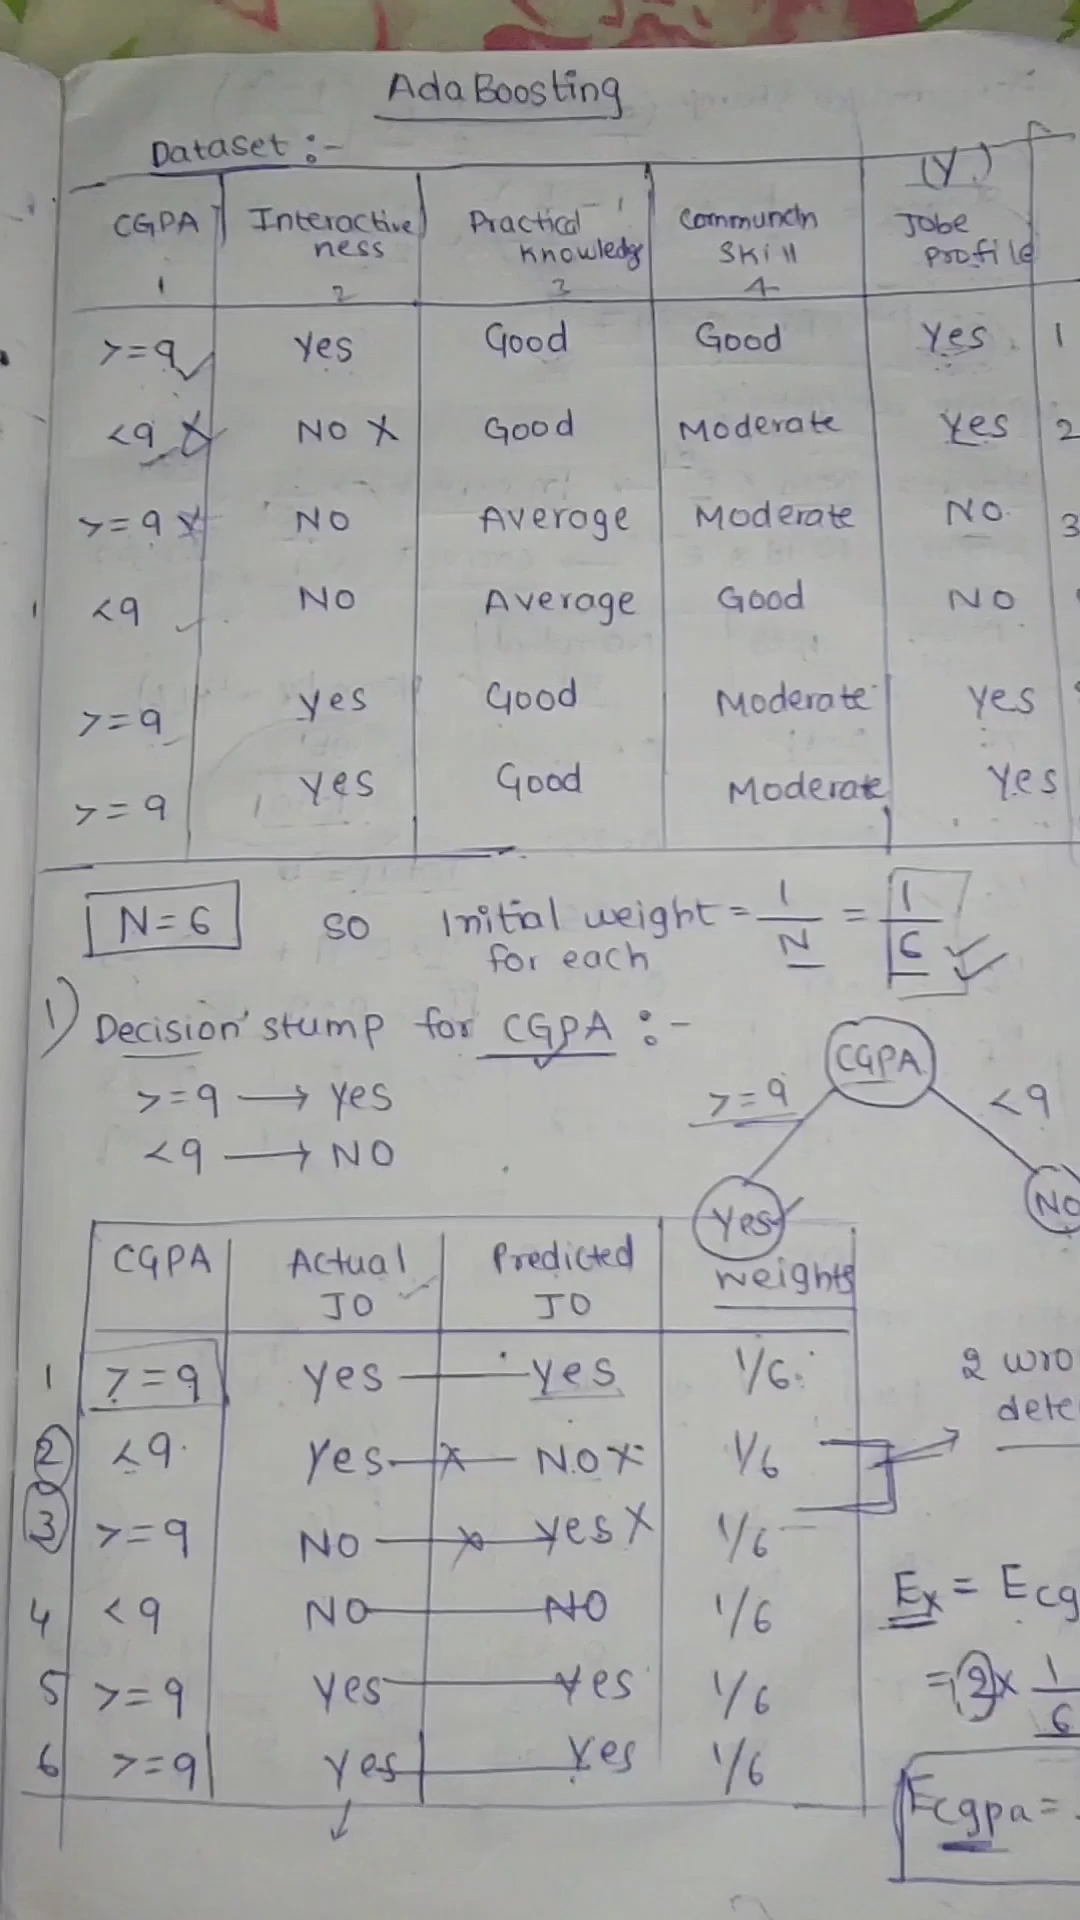 AdaBoosting
Dataset :-
(Y)
CGPA | Interactive ness | Practical Knowledge | Communctn Skill | Jobe Profile
1 2 3 4
>=9 ✓ Yes Good Good Yes 1
<9 X No X Good Moderate Yes 2
>=9 X No Average Moderate No 3
<9 ✓ No Average Good No
>=9 Yes Good Moderate Yes
>=9 Yes Good Moderate Yes
N=6 so Initial weight for each = 1/N = 1/6 ✓✓
1) Decision stump for CGPA :-
>=9 → Yes
<9 → NO
CGPA
>=9 <9
Yes No
CGPA | Actual JO ✓ | Predicted JO | Weights
1 >=9 Yes — Yes 1/6
2 <9 Yes —X— NO X 1/6
3 >=9 NO —X— Yes X 1/6
4 <9 NO — NO 1/6
5 >=9 Yes — Yes 1/6
6 >=9 Yes — Yes 1/6
2 wro
dete
Ex = Ecg
= 2 x 1/6
Ecgpa =